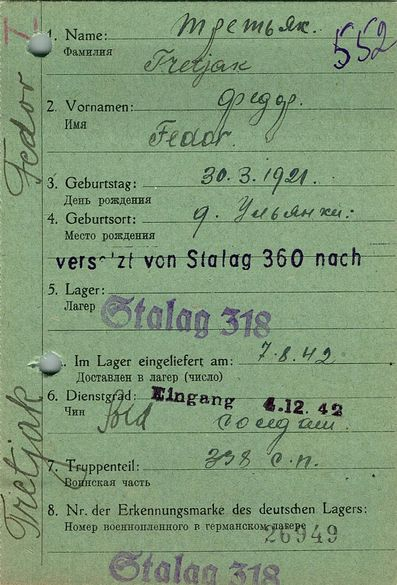 T.
1. Name: Третьяк.
Фамилия
Tretjak
552
2. Vornamen: Федор.
Имя
Fedor.
3. Geburtstag: 30.3.1921.
День рождения
4. Geburtsort: д. Ульянки.
Место рождения
versetzt von Stalag 360 nach
5. Lager:
Лагер
Stalag 318
Im Lager eingeliefert am: 7.8.42
Доставлен в лагер (число)
6. Dienstgrad: Eingang 4.12.42
Чин Sold солдат
7. Truppenteil: 338 с.п.
Воинская часть
8. Nr. der Erkennungsmarke des deutschen Lagers:
Номер военнопленного в германском лагере
26949
Stalag 318
Tretjak Fedor